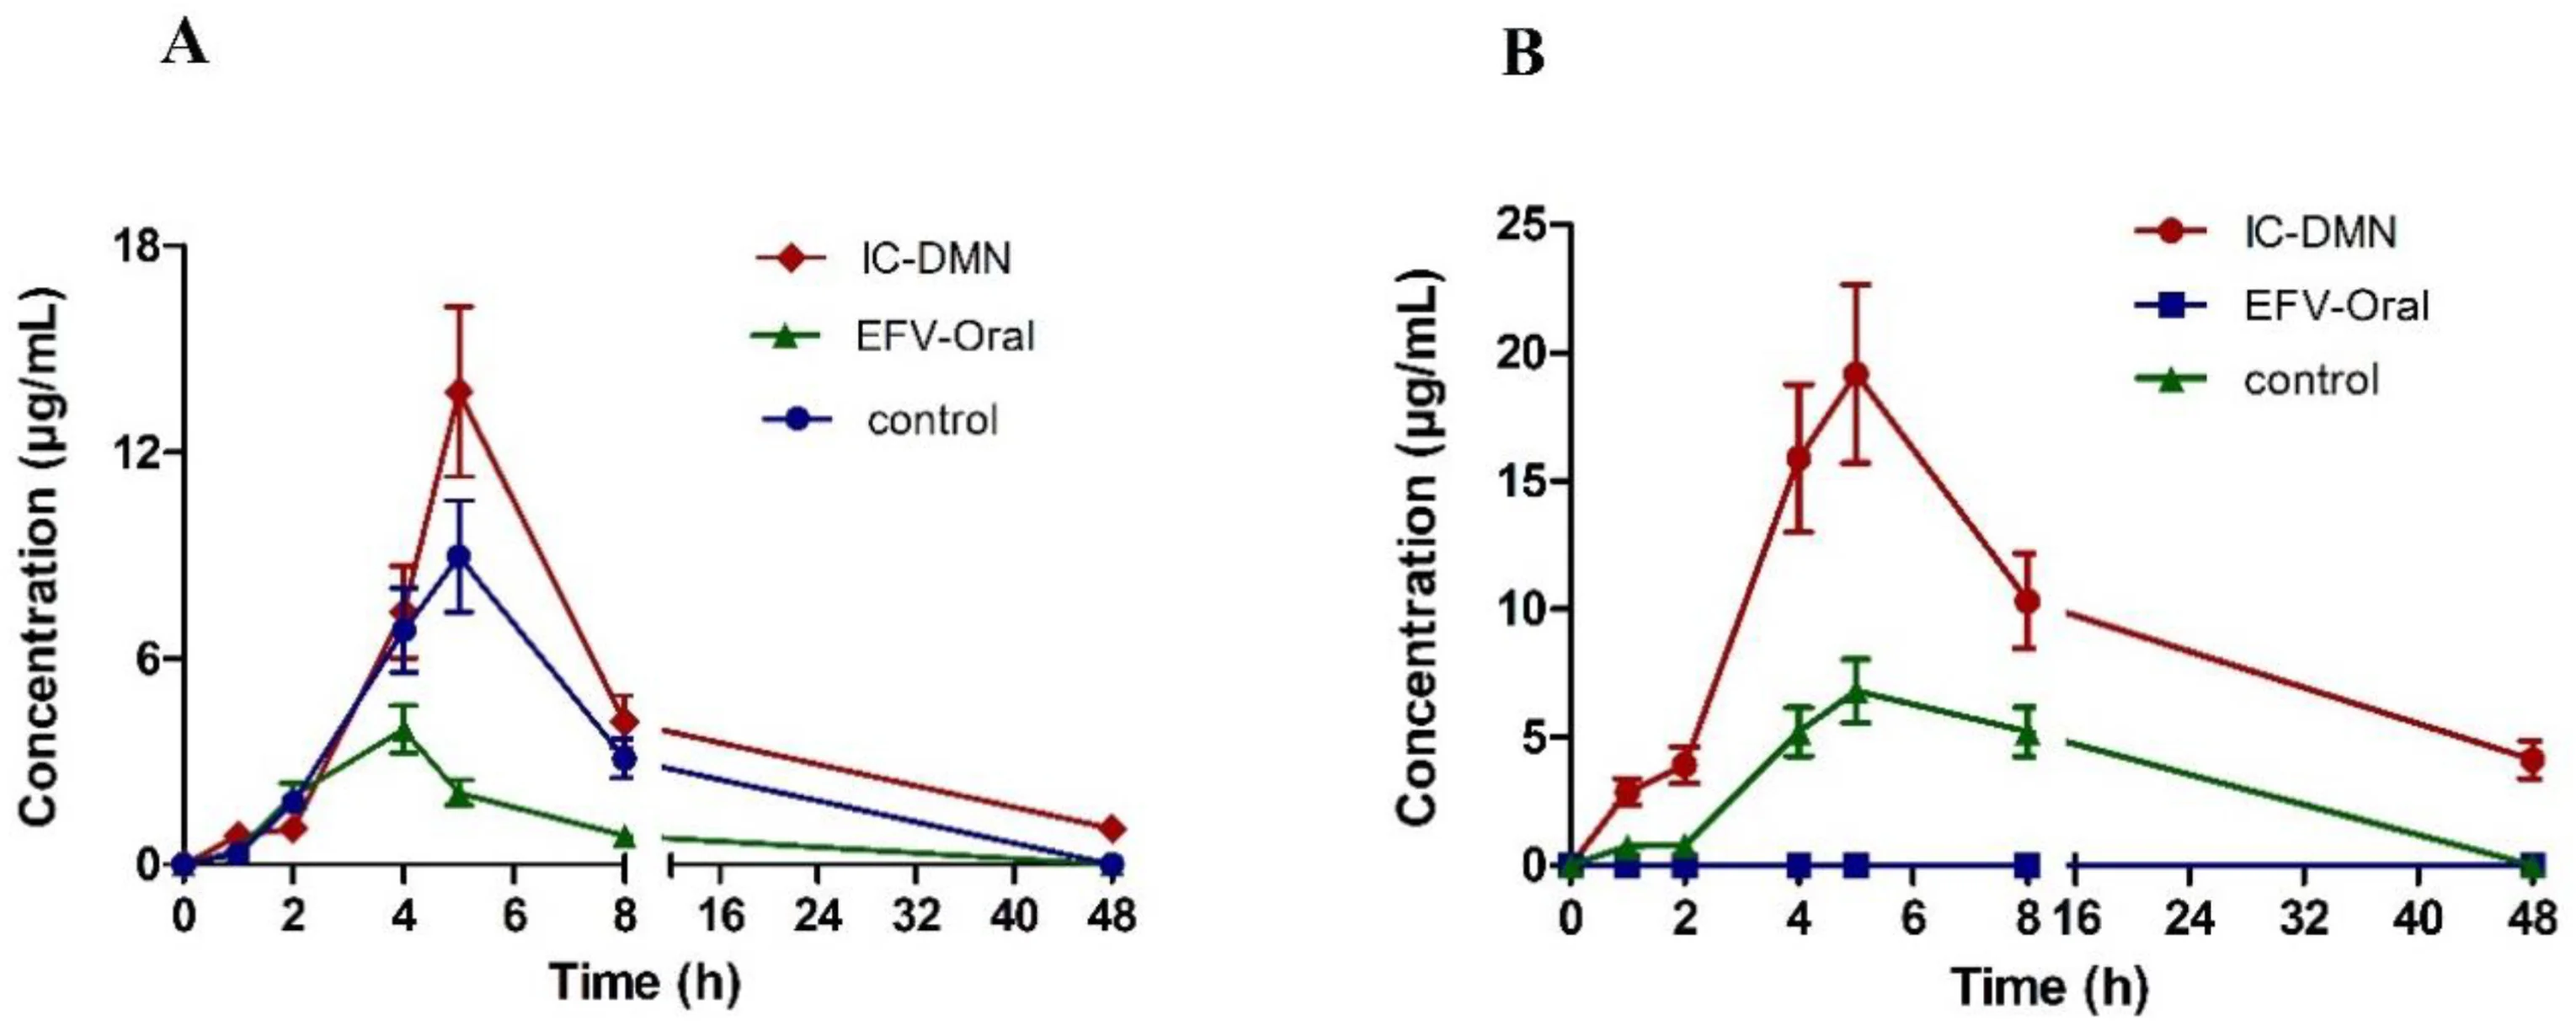 A
Concentration (µg/mL)
18
12
6
0
IC-DMN
EFV-Oral
control
0 2 4 6 8 16 24 32 40 48
Time (h)
B
Concentration (µg/mL)
25
20
15
10
5
0
IC-DMN
EFV-Oral
control
0 2 4 6 8 16 24 32 40 48
Time (h)